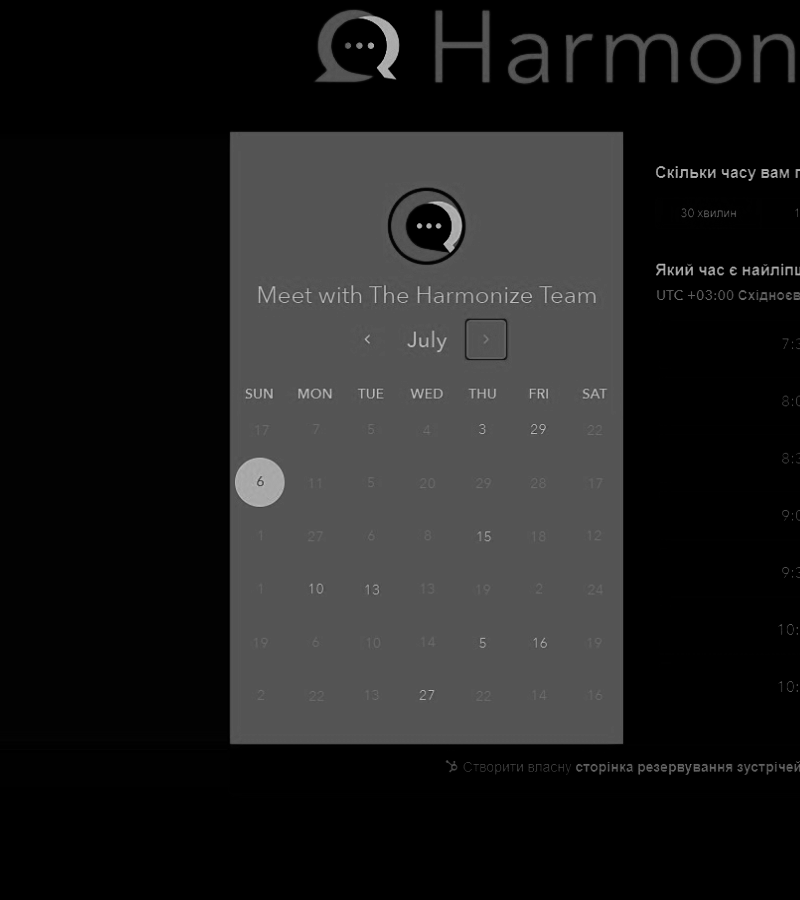 Harmon
Meet with The Harmonize Team
July
SUN MON TUE WED THU FRI SAT
17 7 5 4 3 29 22
6 11 5 20 29 28 17
1 27 6 8 15 18 12
1 10 13 13 19 2 24
19 6 10 14 5 16 19
2 22 13 27 22 14 16
Скільки часу вам п
30 хвилин 1
Який час є найліпш
UTC +03:00 Східноєв
7:3
8:0
8:3
9:0
9:3
10:
10:
Створити власну сторінка резервування зустрічей